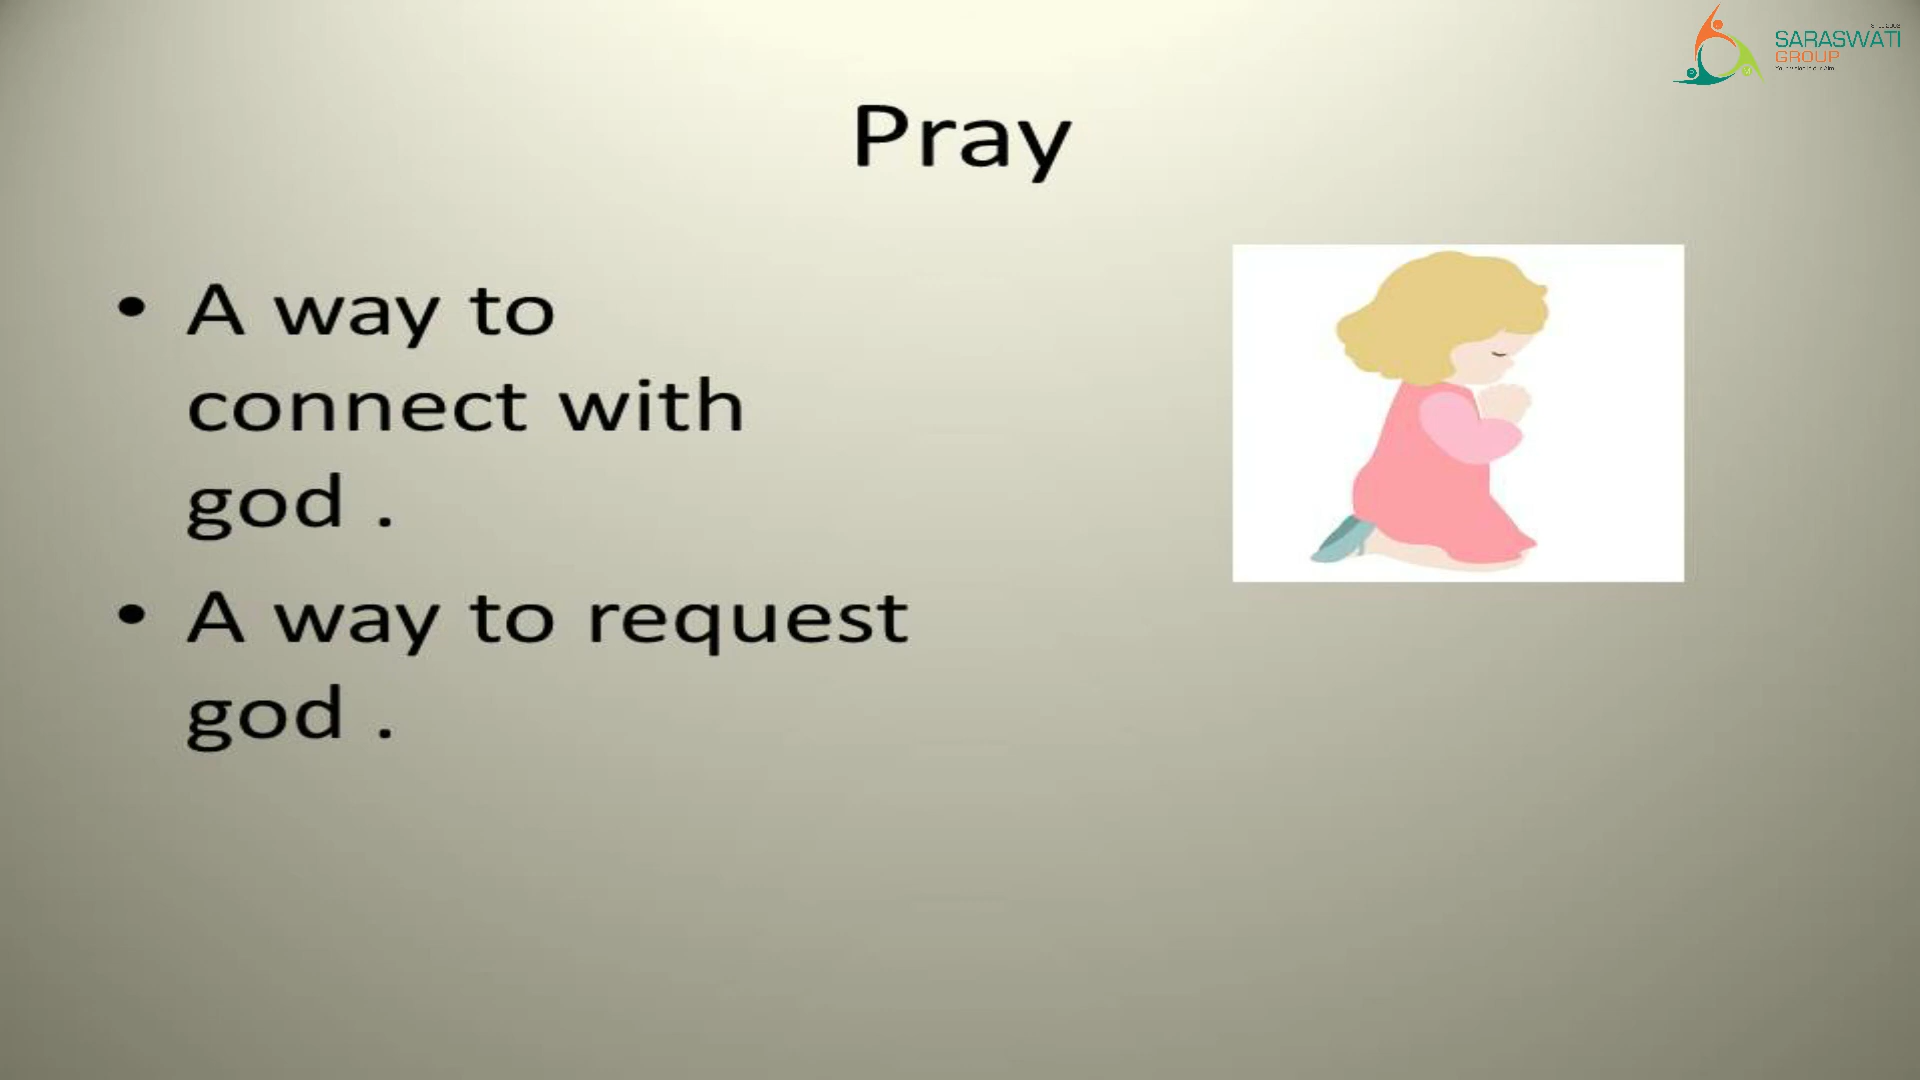 SARASWATI
GROUP
Pray
• A way to
connect with
god .
• A way to request
god .